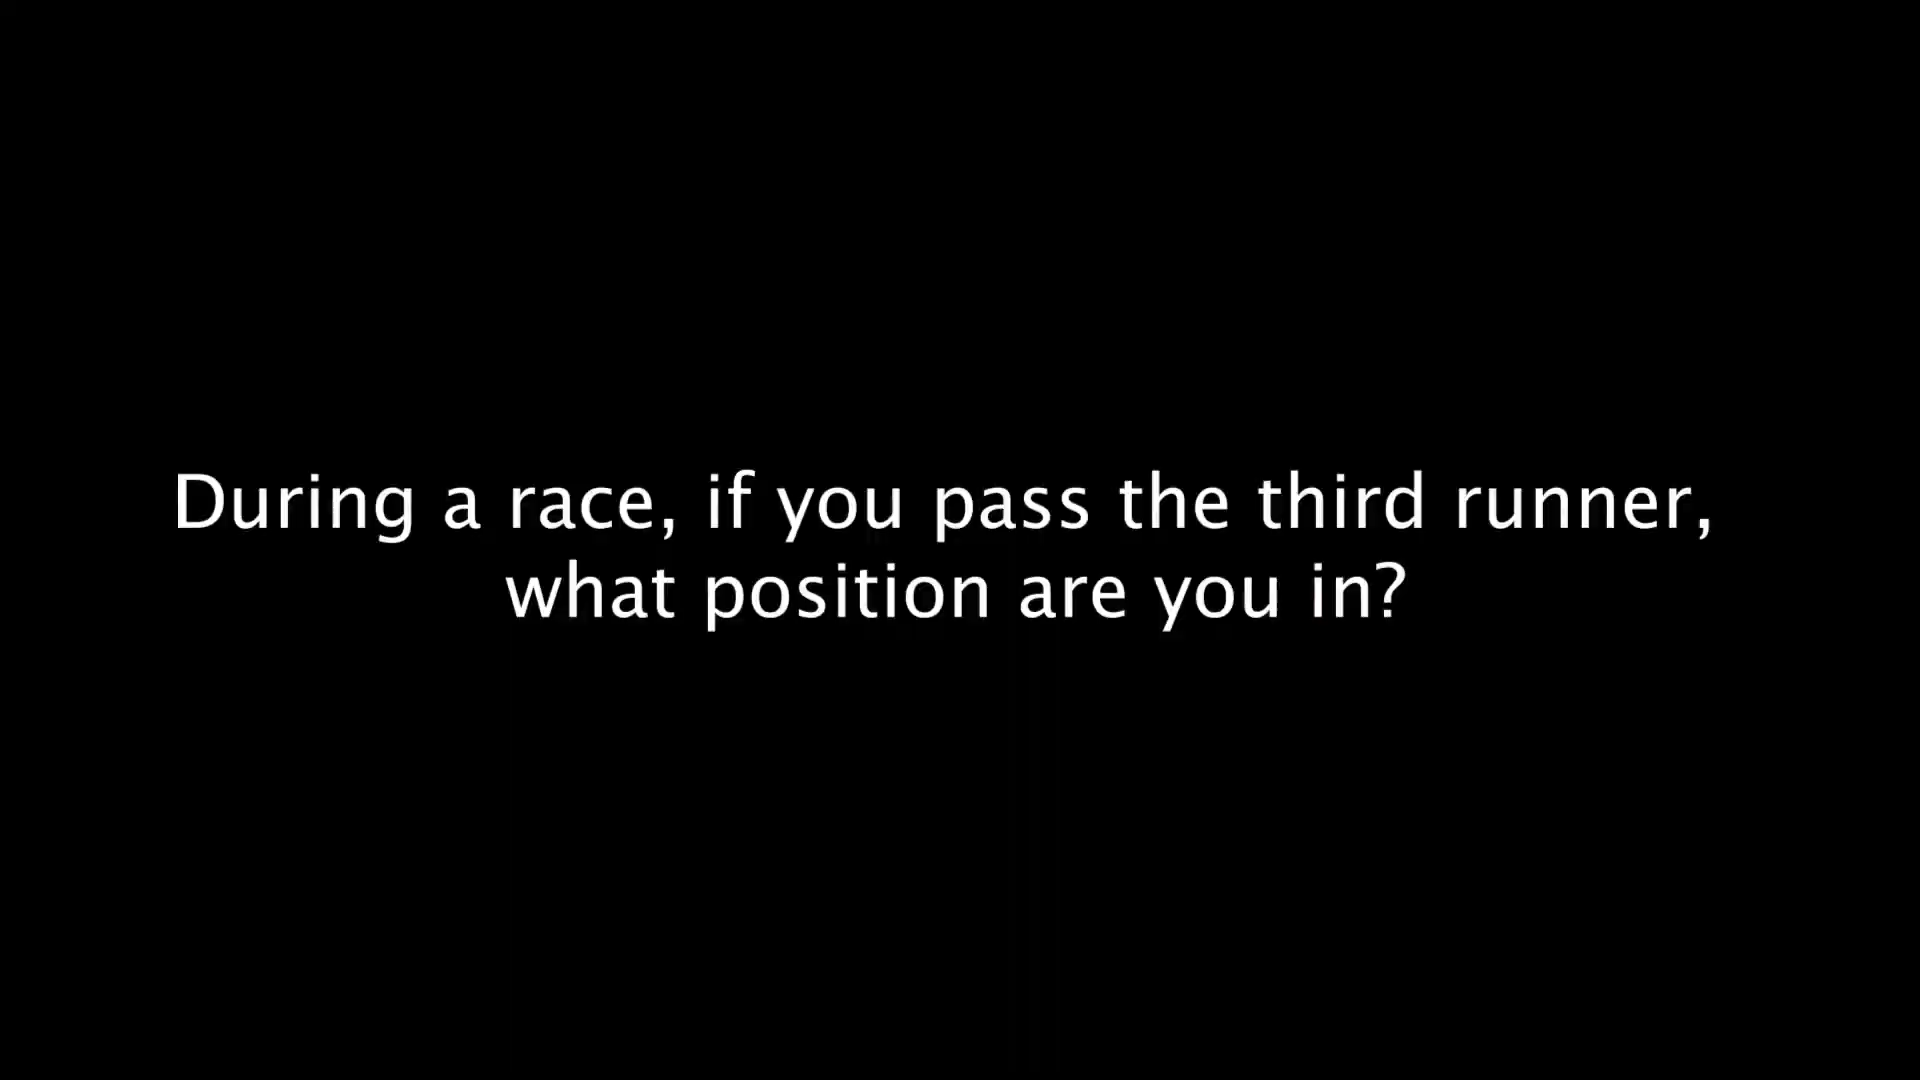 During a race, if you pass the third runner,
what position are you in?